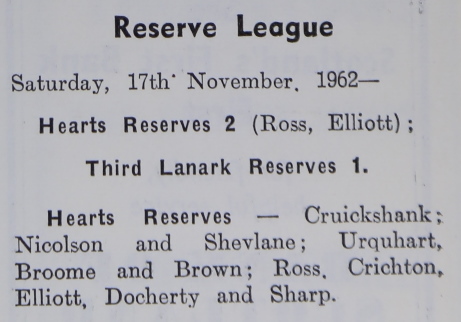 Reserve League
Saturday, 17th November, 1962—
Hearts Reserves 2 (Ross, Elliott) ;
Third Lanark Reserves 1.
Hearts Reserves — Cruickshank;
Nicolson and Shevlane; Urquhart,
Broome and Brown; Ross, Crichton,
Elliott, Docherty and Sharp.